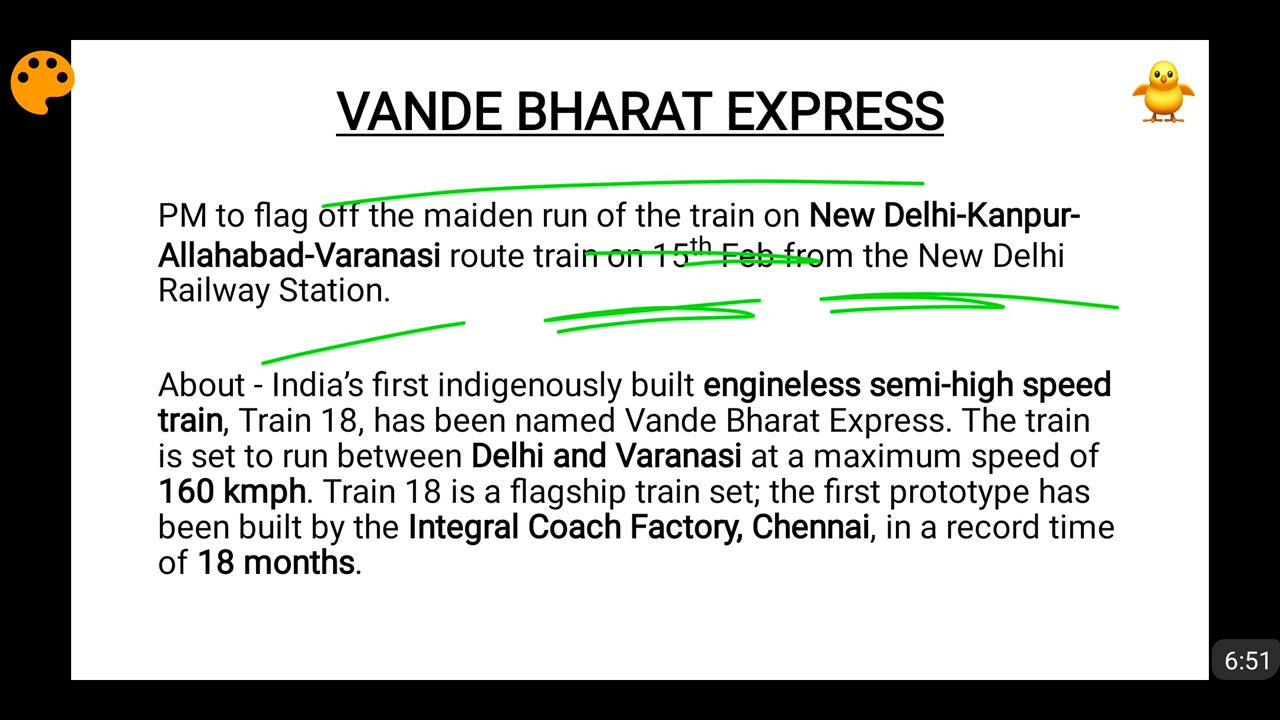 VANDE BHARAT EXPRESS
PM to flag off the maiden run of the train on New Delhi-Kanpur-
Allahabad-Varanasi route train on 15th Feb from the New Delhi
Railway Station.
About - India’s first indigenously built engineless semi-high speed
train, Train 18, has been named Vande Bharat Express. The train
is set to run between Delhi and Varanasi at a maximum speed of
160 kmph. Train 18 is a flagship train set; the first prototype has
been built by the Integral Coach Factory, Chennai, in a record time
of 18 months.
6:51